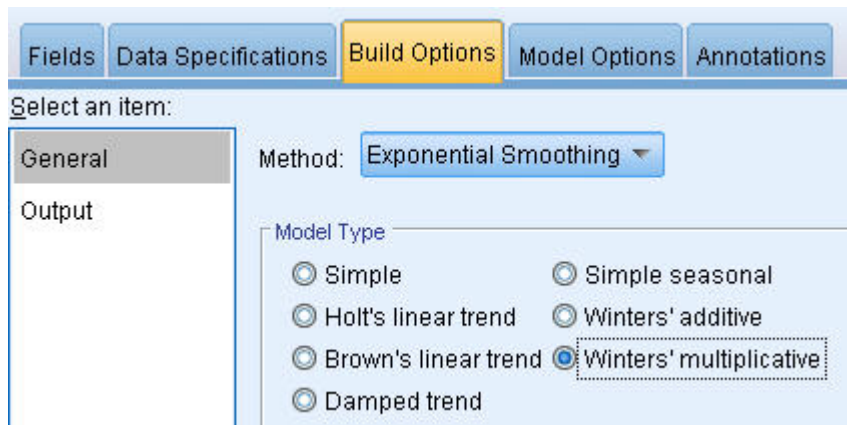 Fields Data Specifications Build Options Model Options Annotations
Select an item:
General
Output
Method: Exponential Smoothing
Model Type
Simple
Simple seasonal
Holt's linear trend
Winters' additive
Brown's linear trend
Winters' multiplicative
Damped trend